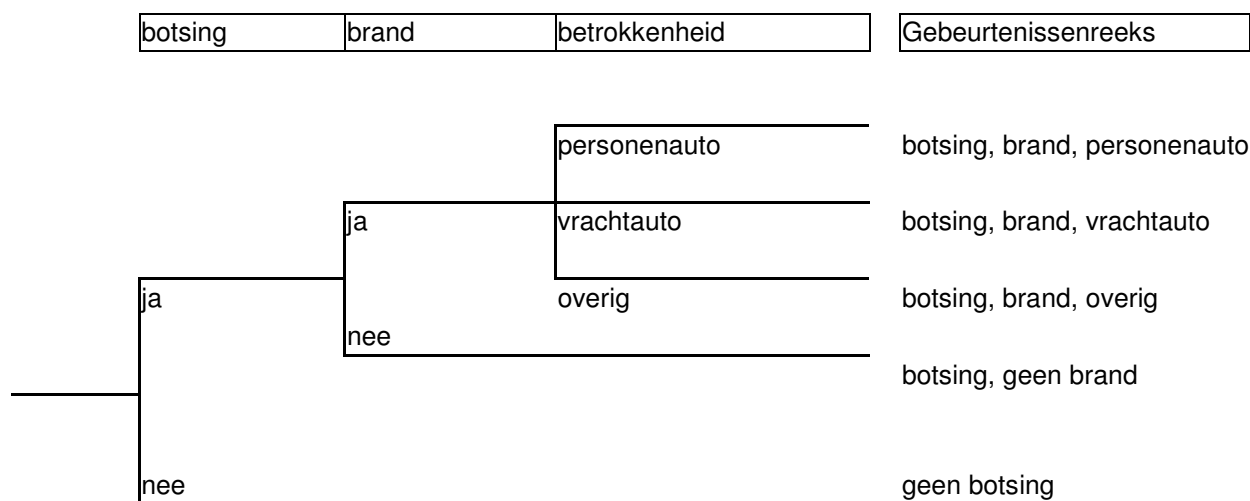 botsing brand betrokkenheid Gebeurtenissenreeks
personenauto botsing, brand, personenauto
ja vrachtauto botsing, brand, vrachtauto
ja overig botsing, brand, overig
nee
botsing, geen brand
nee geen botsing